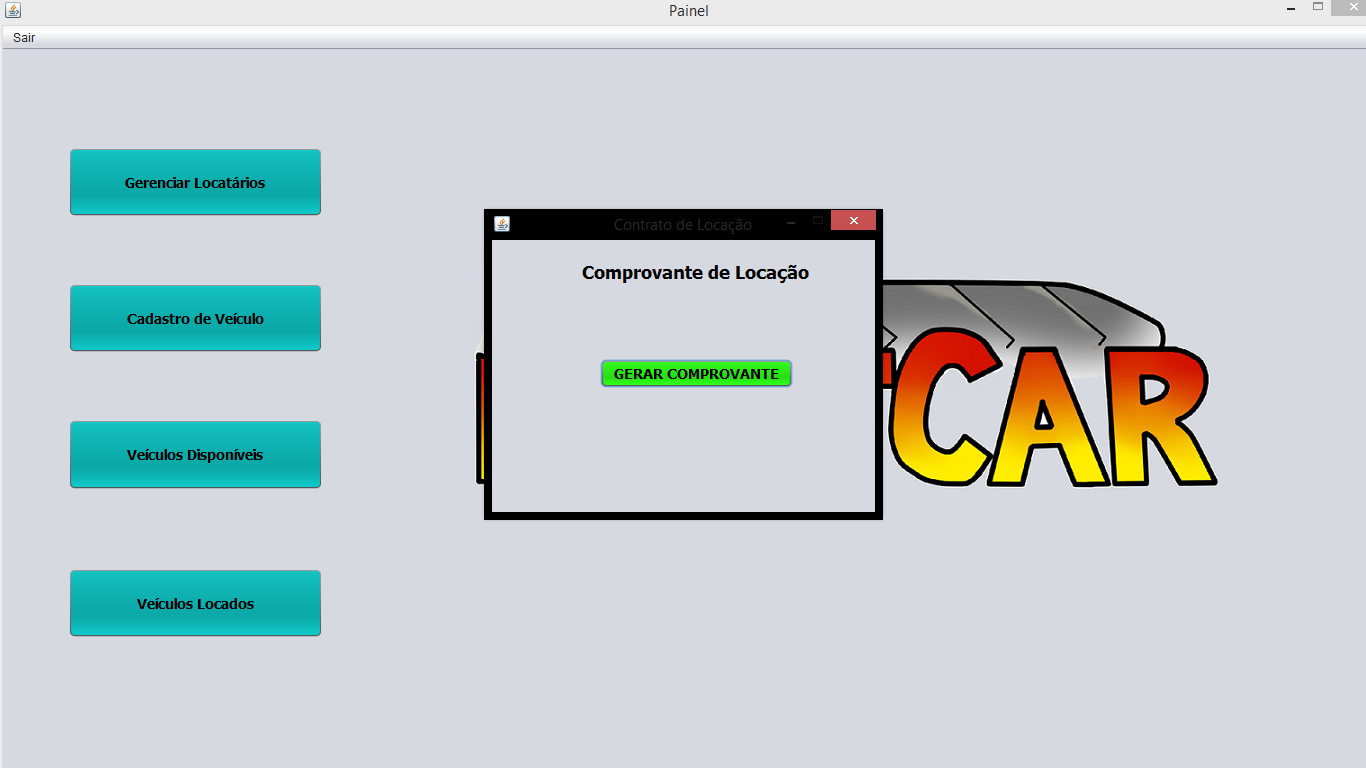 Painel
Sair
Gerenciar Locatários
Cadastro de Veículo
Veículos Disponíveis
Veículos Locados
Contrato de Locação
Comprovante de Locação
GERAR COMPROVANTE
CAR